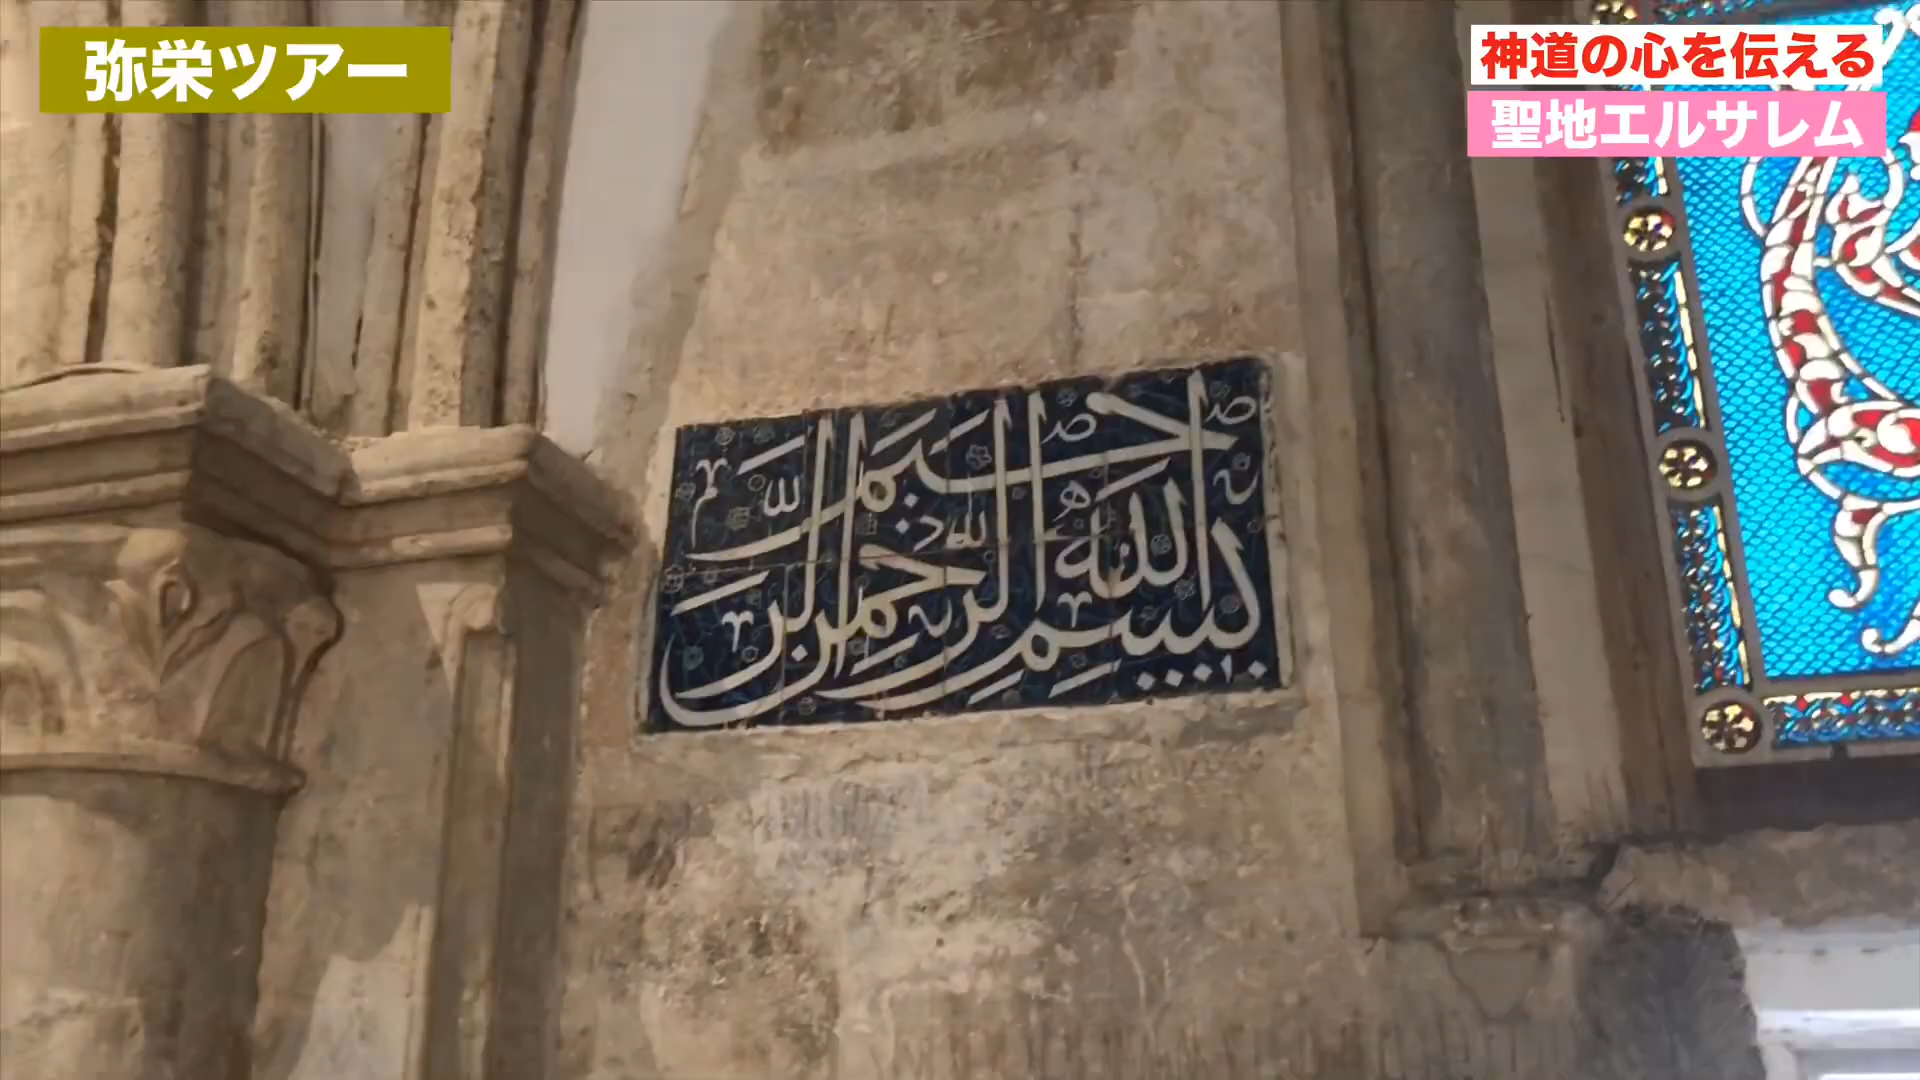 弥栄ツアー
神道の心を伝える
聖地エルサレム
بسم الله الرحمن الرحيم